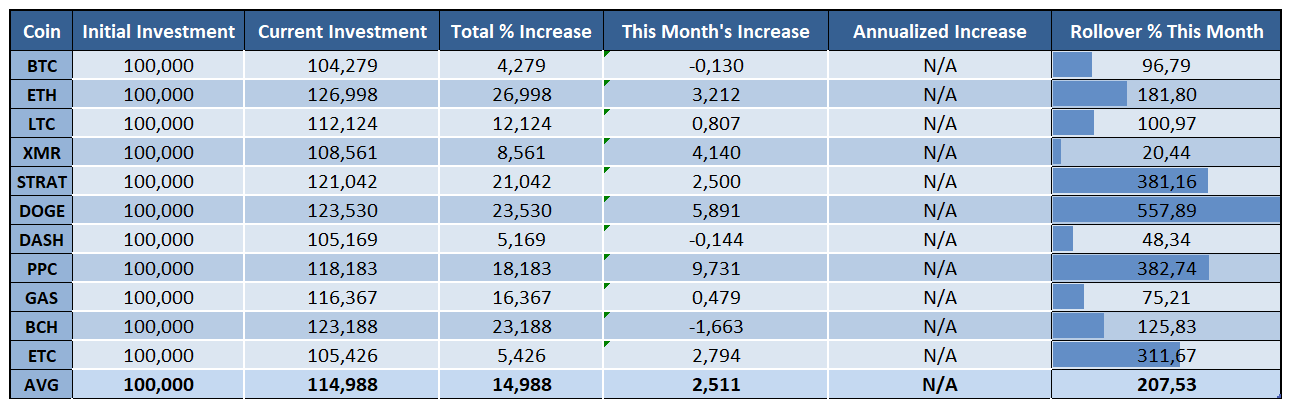 Coin Initial Investment Current Investment Total % Increase This Month's Increase Annualized Increase Rollover % This Month
BTC 100,000 104,279 4,279 -0,130 N/A 96,79
ETH 100,000 126,998 26,998 3,212 N/A 181,80
LTC 100,000 112,124 12,124 0,807 N/A 100,97
XMR 100,000 108,561 8,561 4,140 N/A 20,44
STRAT 100,000 121,042 21,042 2,500 N/A 381,16
DOGE 100,000 123,530 23,530 5,891 N/A 557,89
DASH 100,000 105,169 5,169 -0,144 N/A 48,34
PPC 100,000 118,183 18,183 9,731 N/A 382,74
GAS 100,000 116,367 16,367 0,479 N/A 75,21
BCH 100,000 123,188 23,188 -1,663 N/A 125,83
ETC 100,000 105,426 5,426 2,794 N/A 311,67
AVG 100,000 114,988 14,988 2,511 N/A 207,53